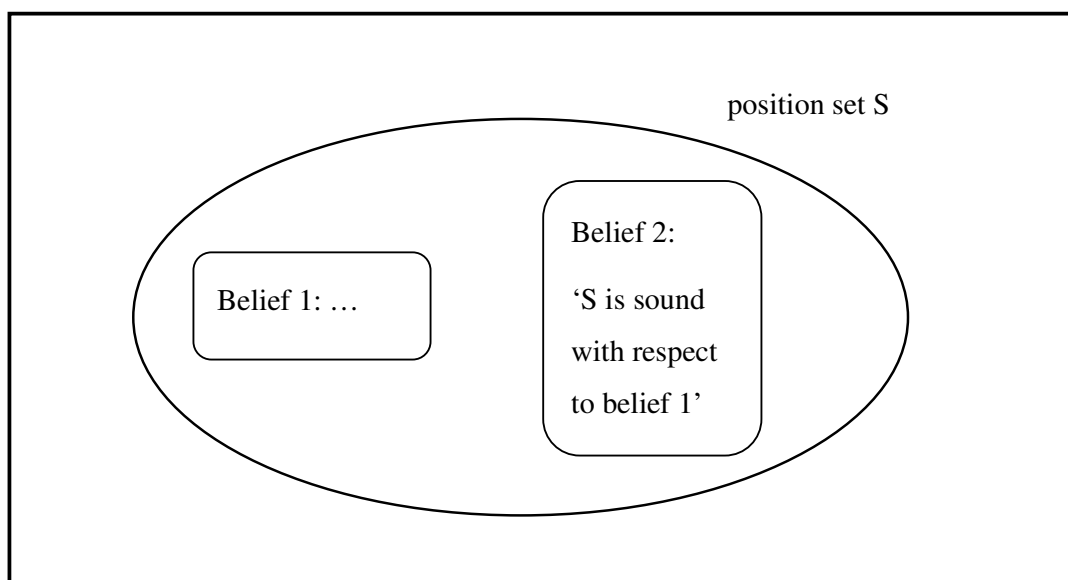 position set S
Belief 1: …
Belief 2:
‘S is sound
with respect
to belief 1’